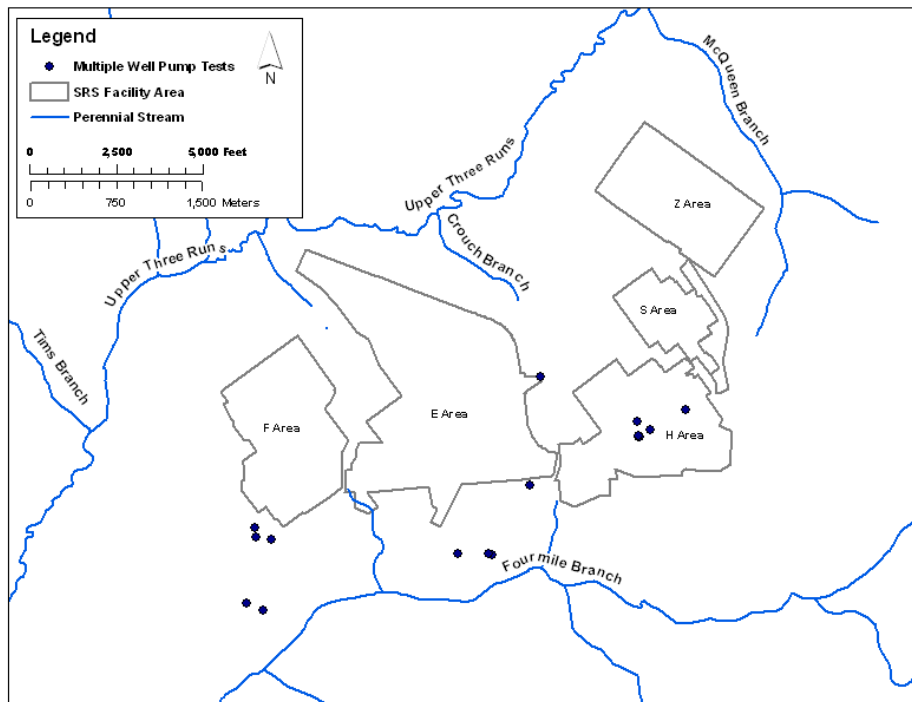 Legend
Multiple Well Pump Tests
N
SRS Facility Area
Perennial Stream
0 2,500 5,000 Feet
0 750 1,500 Meters
McQueen Branch
Upper Three Runs
Z Area
Crouch Branch
Upper Three Runs
S Area
Tims Branch
E Area
F Area
H Area
Fourmile Branch